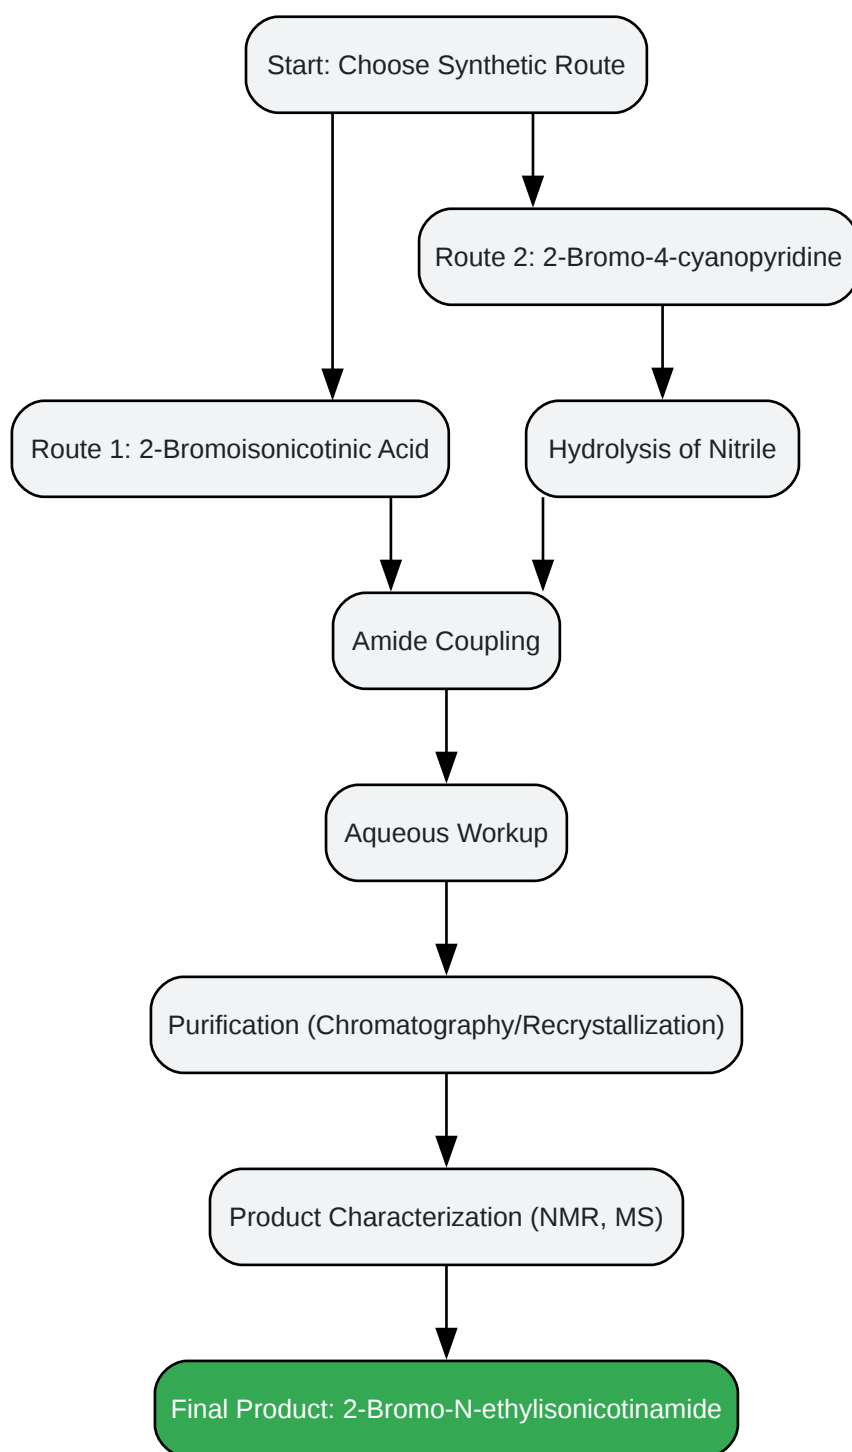 Start: Choose Synthetic Route
Route 2: 2-Bromo-4-cyanopyridine
Route 1: 2-Bromoisonicotinic Acid
Hydrolysis of Nitrile
Amide Coupling
Aqueous Workup
Purification (Chromatography/Recrystallization)
Product Characterization (NMR, MS)
Final Product: 2-Bromo-N-ethylisonicotinamide